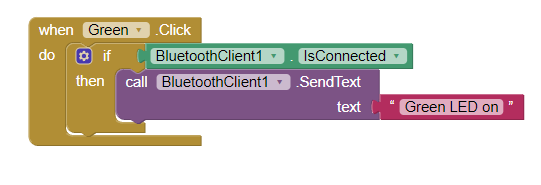 when Green .Click
do if BluetoothClient1 . IsConnected
then call BluetoothClient1 .SendText
text “ Green LED on ”